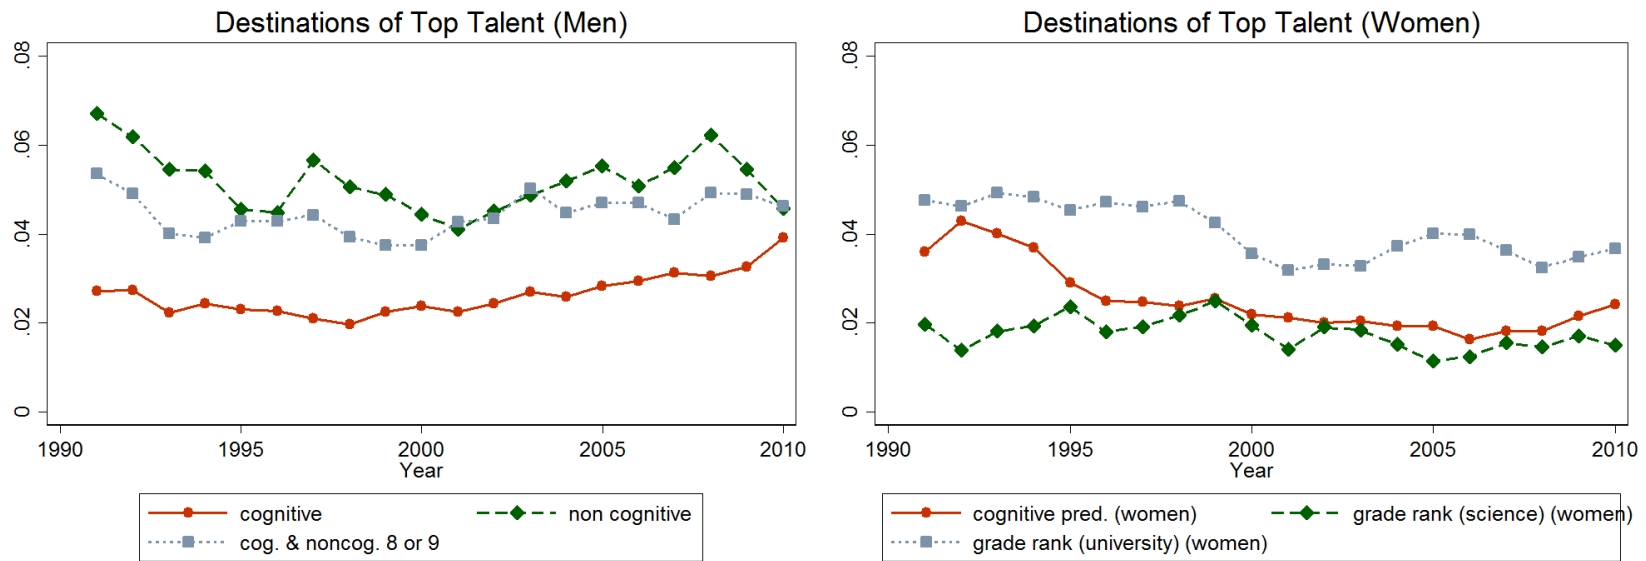 Destinations of Top Talent (Men)
.08
.06
.04
.02
0
1990 1995 2000 2005 2010
Year
cognitive
non cognitive
cog. & noncog. 8 or 9
Destinations of Top Talent (Women)
.08
.06
.04
.02
0
1990 1995 2000 2005 2010
Year
cognitive pred. (women)
grade rank (science) (women)
grade rank (university) (women)